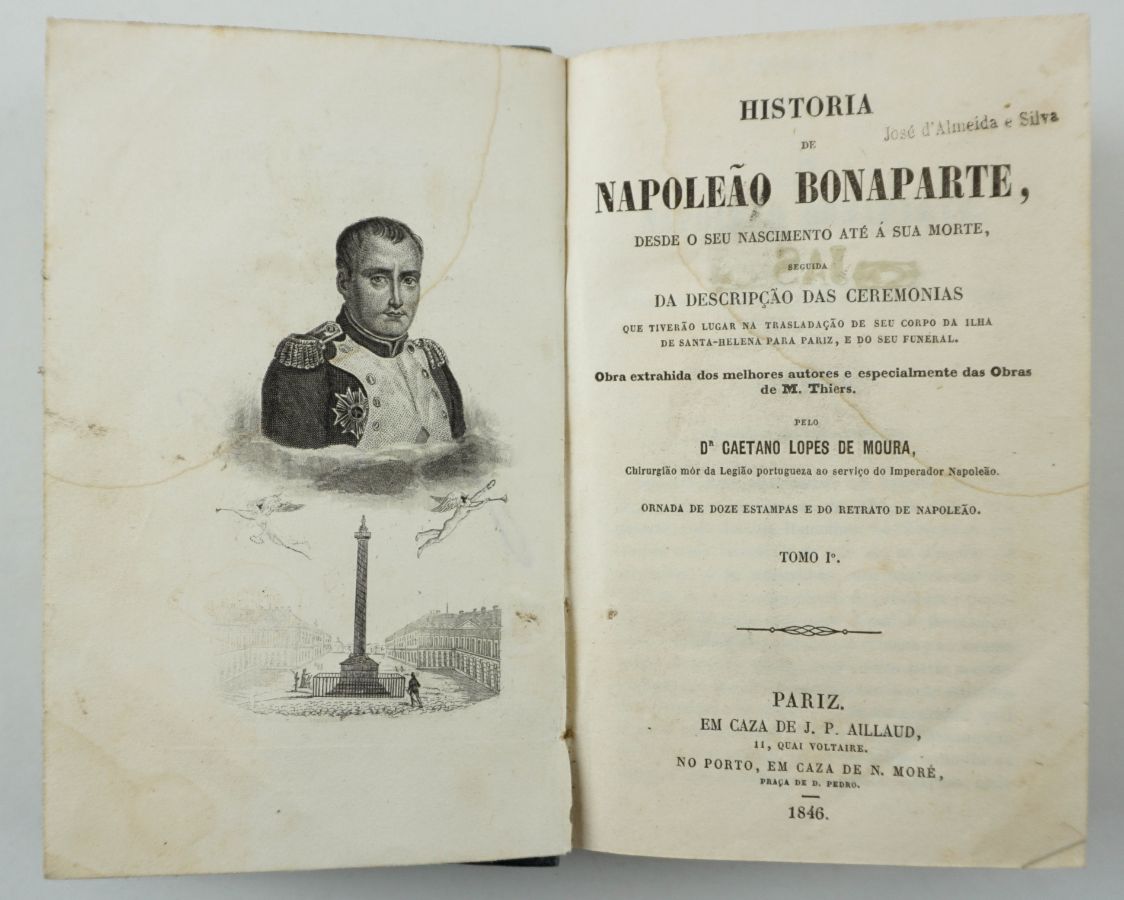 HISTORIA
José d'Almeida e Silva
DE
NAPOLEÃO BONAPARTE,
DESDE O SEU NASCIMENTO ATÉ Á SUA MORTE,
SEGUIDA
DA DESCRIPÇÃO DAS CEREMONIAS
QUE TIVERÃO LUGAR NA TRASLADAÇÃO DE SEU CORPO DA ILHA
DE SANTA-HELENA PARA PARIZ, E DO SEU FUNERAL.
Obra extrahida dos melhores autores e especialmente das Obras
de M. Thiers.
PELO
Dᴿ CAETANO LOPES DE MOURA,
Chirurgião mór da Legião portugueza ao serviço do Imperador Napoleão.
ORNADA DE DOZE ESTAMPAS E DO RETRATO DE NAPOLEÃO.
TOMO Iº.
PARIZ.
EM CAZA DE J. P. AILLAUD,
11, QUAI VOLTAIRE.
NO PORTO, EM CAZA DE N. MORÉ,
PRAÇA DE D. PEDRO.
1846.